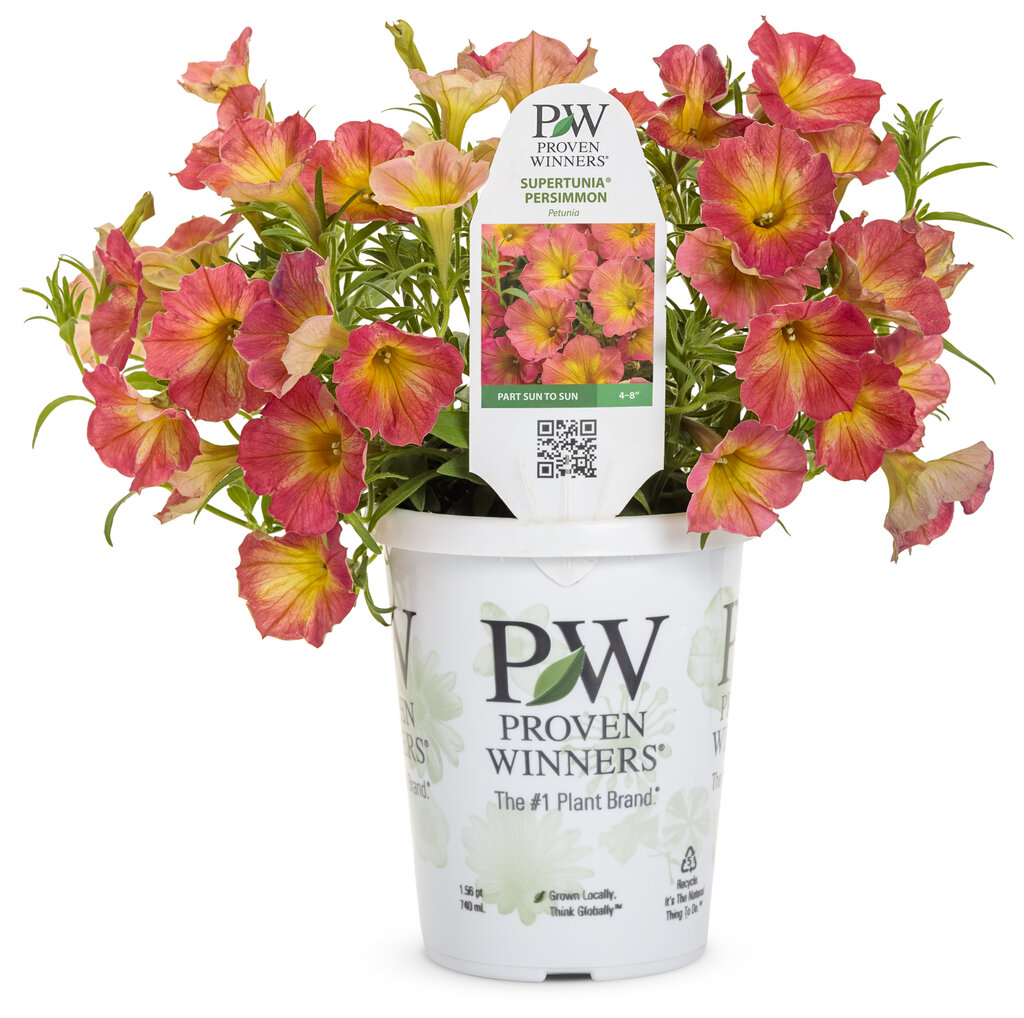 PW
PROVEN
WINNERS®
SUPERTUNIA®
PERSIMMON
Petunia
PART SUN TO SUN 4–8"
PW
PROVEN
WINNERS®
The #1 Plant Brand.®
1.56 pt
740 mL
Grown Locally,
Think Globally™
5
Recycle.
It's The Natural
Thing To Do.™